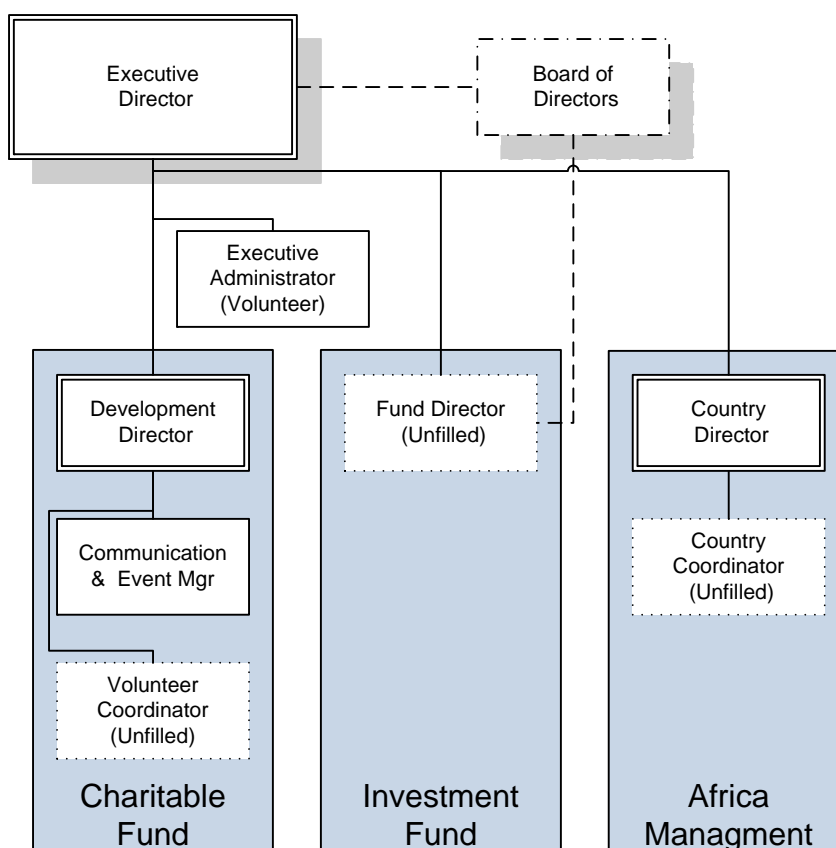 Executive
Director
Board of
Directors
Executive
Administrator
(Volunteer)
Development
Director
Fund Director
(Unfilled)
Country
Director
Communication
& Event Mgr
Country
Coordinator
(Unfilled)
Volunteer
Coordinator
(Unfilled)
Charitable
Fund
Investment
Fund
Africa
Managment